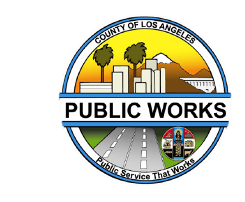 COUNTY OF LOS ANGELES
PUBLIC WORKS
Public Service That Works